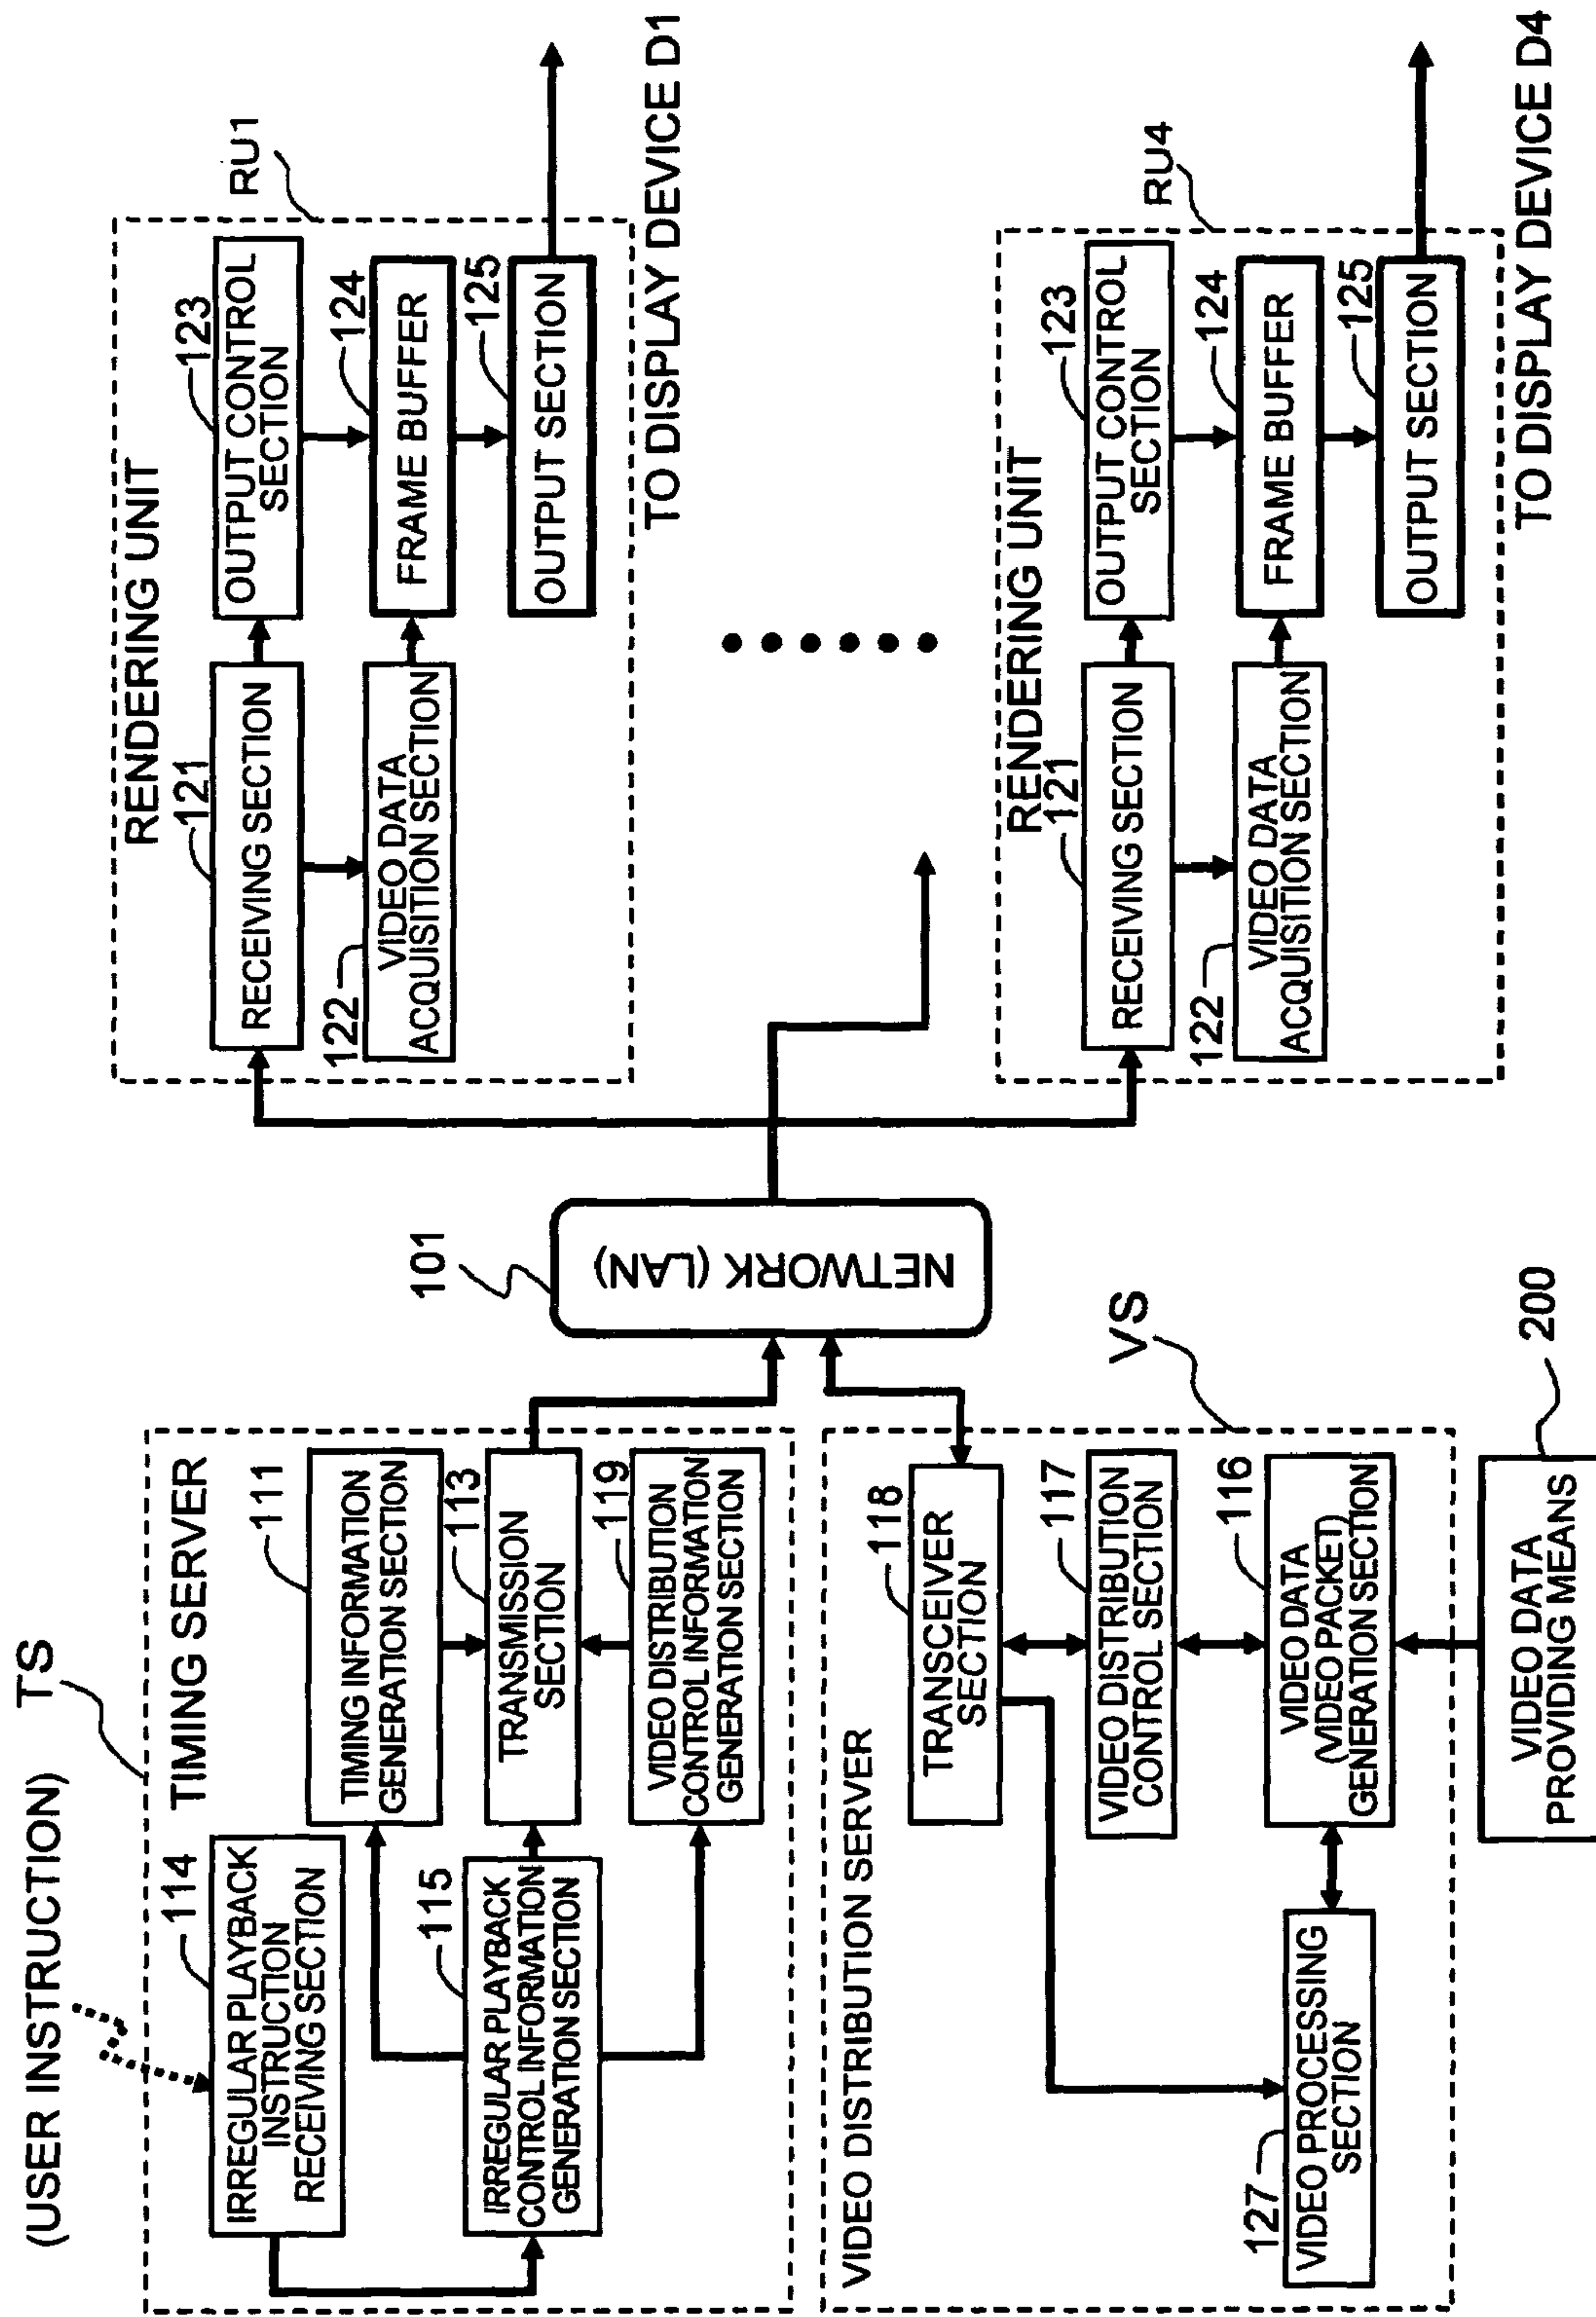 (USER INSTRUCTION)
TS
TIMING SERVER
114
IRREGULAR PLAYBACK
INSTRUCTION
RECEIVING SECTION
115
IRREGULAR PLAYBACK
CONTROL INFORMATION
GENERATION SECTION
111
TIMING INFORMATION
GENERATION SECTION
113
TRANSMISSION
SECTION
119
VIDEO DISTRIBUTION
CONTROL INFORMATION
GENERATION SECTION
VIDEO DISTRIBUTION SERVER
118
TRANSCEIVER
SECTION
117
VIDEO DISTRIBUTION
CONTROL SECTION
116
VIDEO DATA
(VIDEO PACKET)
GENERATION SECTION
127
VIDEO PROCESSING
SECTION
VS
200
VIDEO DATA
PROVIDING MEANS
101
NETWORK (LAN)
RENDERING UNIT
RU1
121
RECEIVING SECTION
122
VIDEO DATA
ACQUISITION SECTION
123
OUTPUT CONTROL
SECTION
124
FRAME BUFFER
125
OUTPUT SECTION
TO DISPLAY DEVICE D1
RENDERING UNIT
RU4
121
RECEIVING SECTION
122
VIDEO DATA
ACQUISITION SECTION
123
OUTPUT CONTROL
SECTION
124
FRAME BUFFER
125
OUTPUT SECTION
TO DISPLAY DEVICE D4